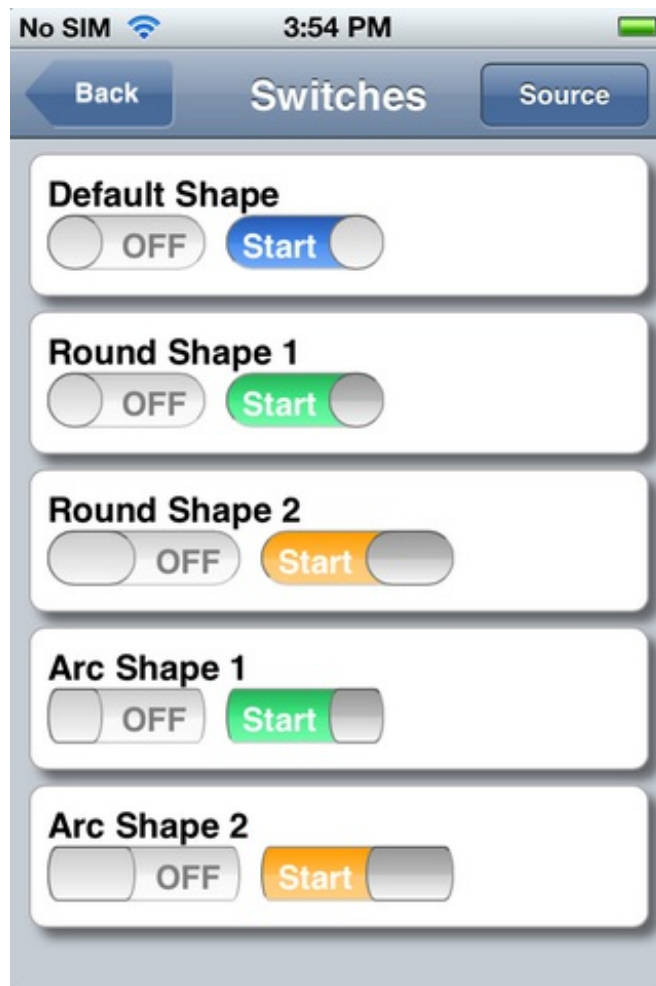 No SIM 3:54 PM
Back Switches Source
Default Shape
OFF Start
Round Shape 1
OFF Start
Round Shape 2
OFF Start
Arc Shape 1
OFF Start
Arc Shape 2
OFF Start